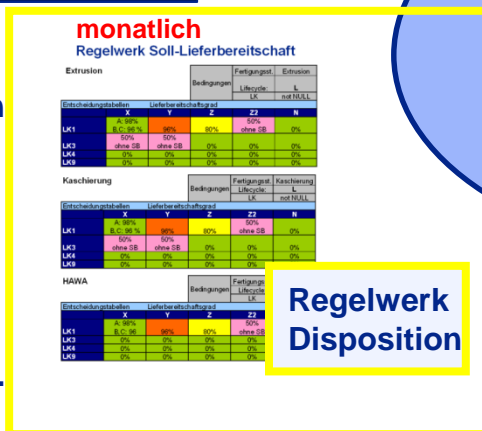 monatlich
Regelwerk Soll-Lieferbereitschaft
Extrusion
Bedingungen Fertigungsst. Extrusion
Lifecycle: L
LK not NULL
Entscheidungstabellen Lieferbereitschaftsgrad
X Y Z Z2 N
LK1 A: 98% B,C: 96 % 96% 80% 50% ohne SB 0%
LK3 50% ohne SB 50% ohne SB 0% 0% 0%
LK4 0% 0% 0% 0% 0%
LK9 0% 0% 0% 0% 0%
Kaschierung
Bedingungen Fertigungsst. Kaschierung
Lifecycle: L
LK not NULL
Entscheidungstabellen Lieferbereitschaftsgrad
X Y Z Z2 N
LK1 A: 98% B,C: 96 % 96% 80% 50% ohne SB 0%
LK3 50% ohne SB 50% ohne SB 0% 0% 0%
LK4 0% 0% 0% 0% 0%
LK9 0% 0% 0% 0% 0%
HAWA
Bedingungen Fertigungs
Lifecycle
LK
Entscheidungstabellen Lieferbereitschaftsgrad
X Y Z Z2
LK1 A: 98% B,C: 96 96% 80% 50% ohne SB
LK3 0% 0% 0% 0%
LK4 0% 0% 0% 0%
LK9 0% 0% 0% 0%
Regelwerk
Disposition